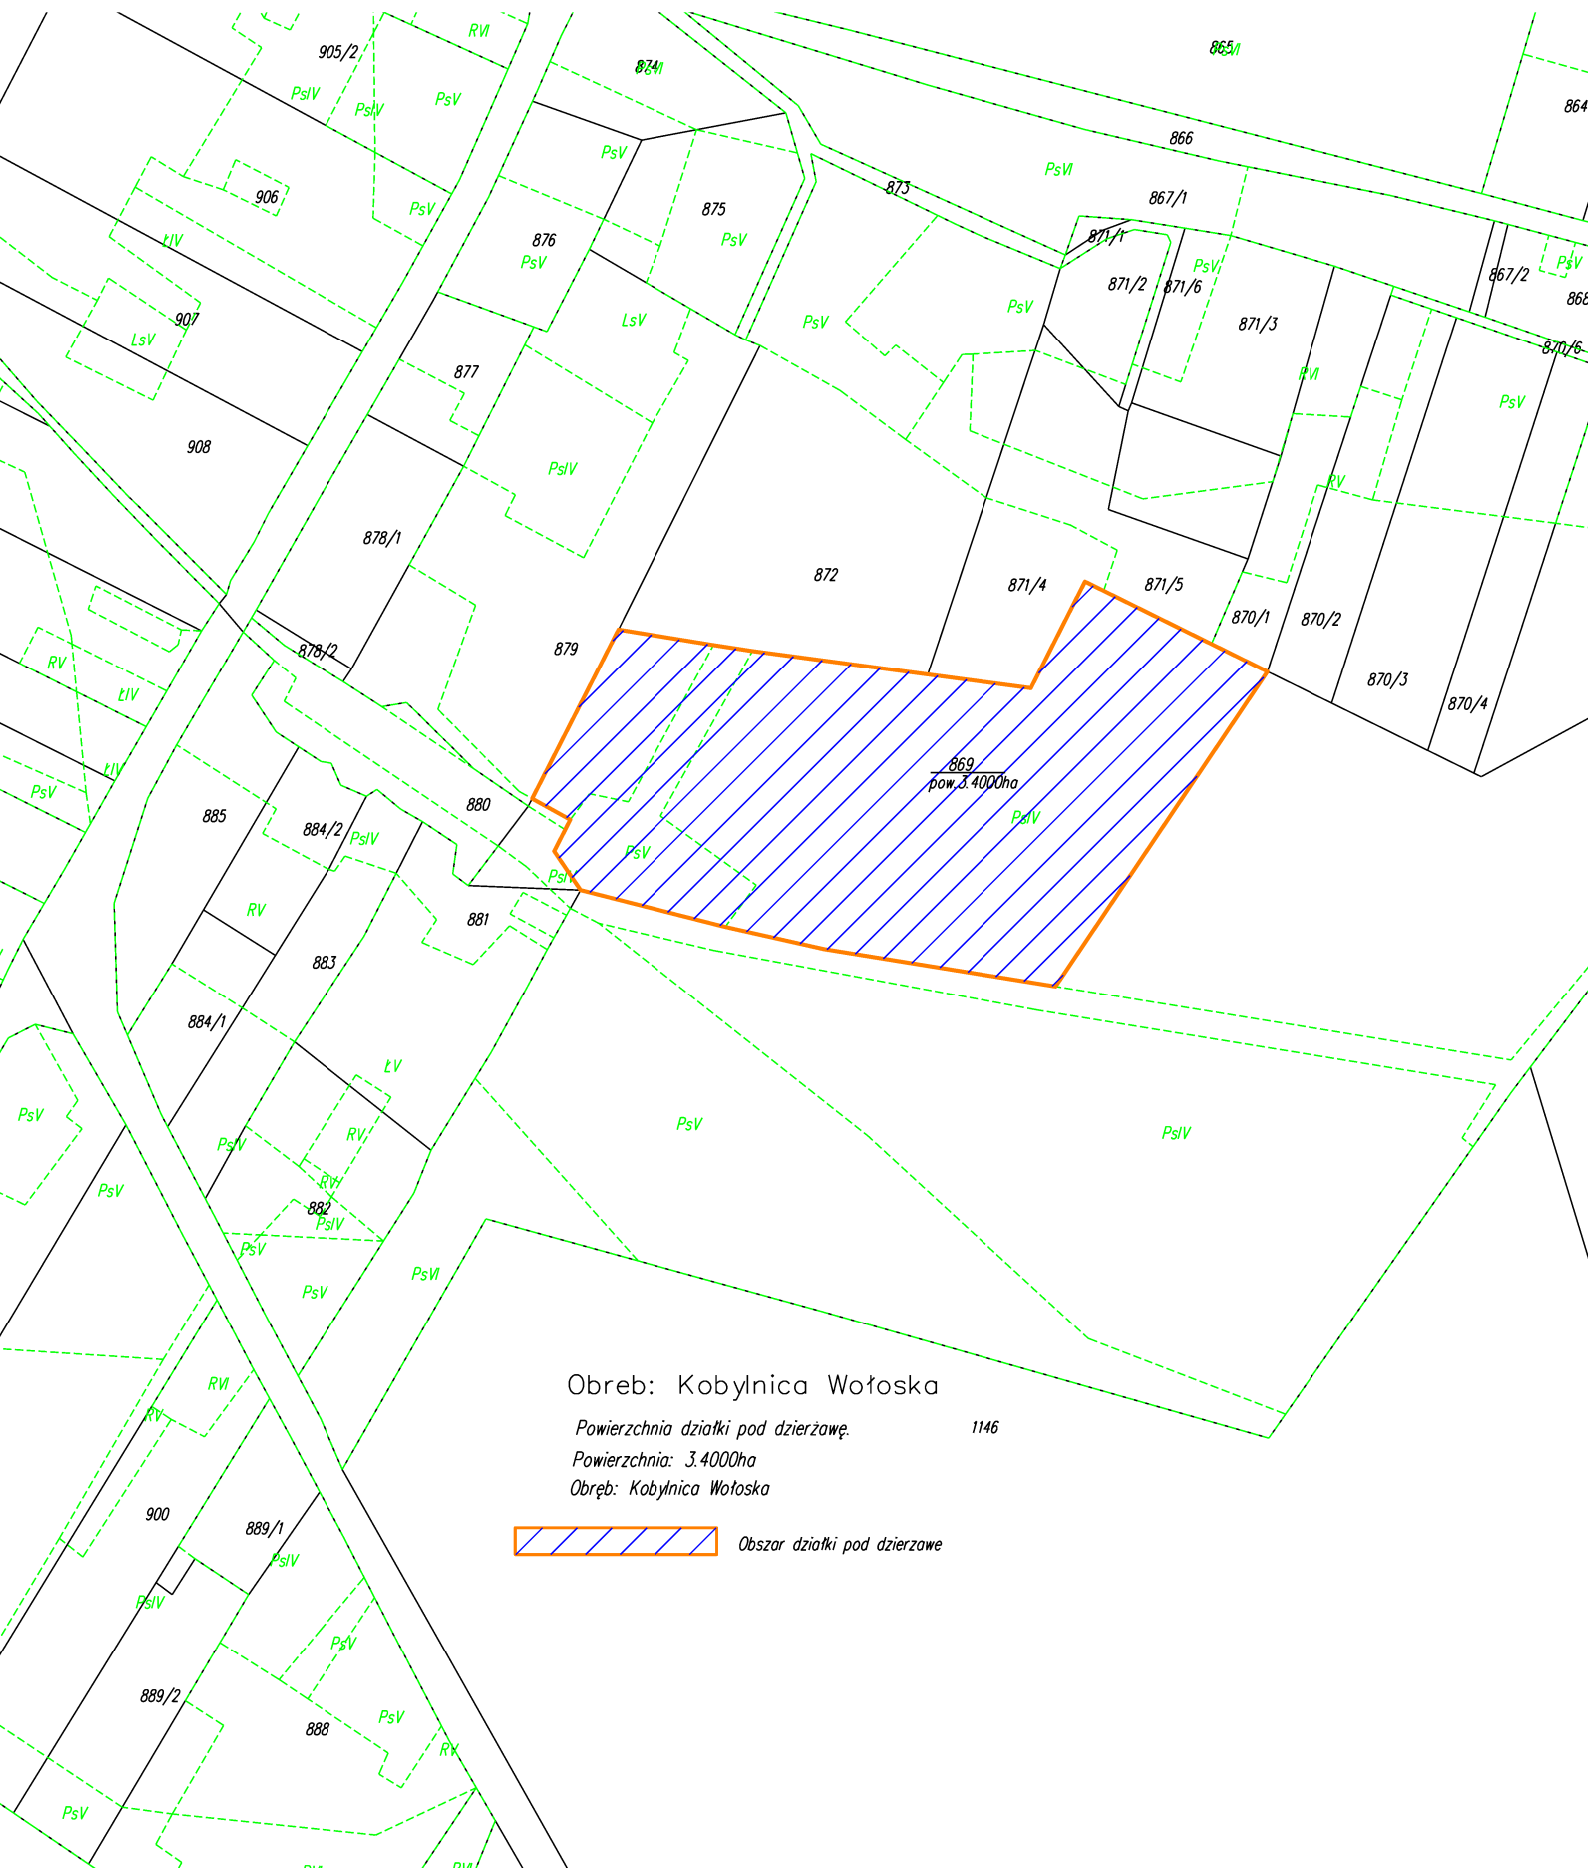 RVI
905/2
874
PsVI
865
PsVI
PsIV
PsIV
PsV
864
866
PsV
PsVI
873
867/1
906
PsV
875
PsV
871/1
ŁIV
876
PsV
PsV
PsV
867/2
868
871/2
871/6
PsV
907
LsV
LsV
PsV
871/3
870/6
877
RVI
PsV
908
PsIV
RV
878/1
872
871/4
871/5
870/1
870/2
879
878/2
RV
ŁIV
870/3
870/4
ŁIV
PsV
869
pow.3.4000ha
880
885
884/2
PsIV
PsIV
PsV
PsIV
RV
881
883
884/1
ŁV
PsV
PsV
PsIV
RV
PsIV
RV
PsV
882
PsIV
PsV
PsVI
PsV
RVI
RV
Obreb: Kobylnica Wołoska
Powierzchnia działki pod dzierżawę.
1146
Powierzchnia: 3.4000ha
Obręb: Kobylnica Wołoska
Obszar działki pod dzierzawe
900
889/1
PsIV
PsIV
PsV
889/2
888
PsV
RV
PsV